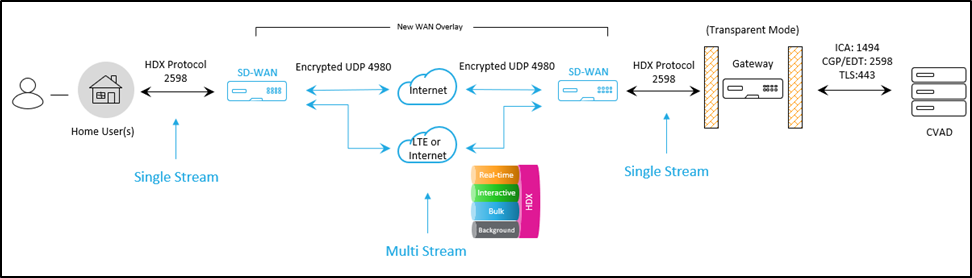 New WAN Overlay
(Transparent Mode)
HDX Protocol
2598
SD-WAN
Encrypted UDP 4980
Internet
Encrypted UDP 4980
SD-WAN
HDX Protocol
2598
Gateway
ICA: 1494
CGP/EDT: 2598
TLS:443
Home User(s)
LTE or
Internet
CVAD
Single Stream
Real-time
Interactive
Bulk
Background
HDX
Single Stream
Multi Stream